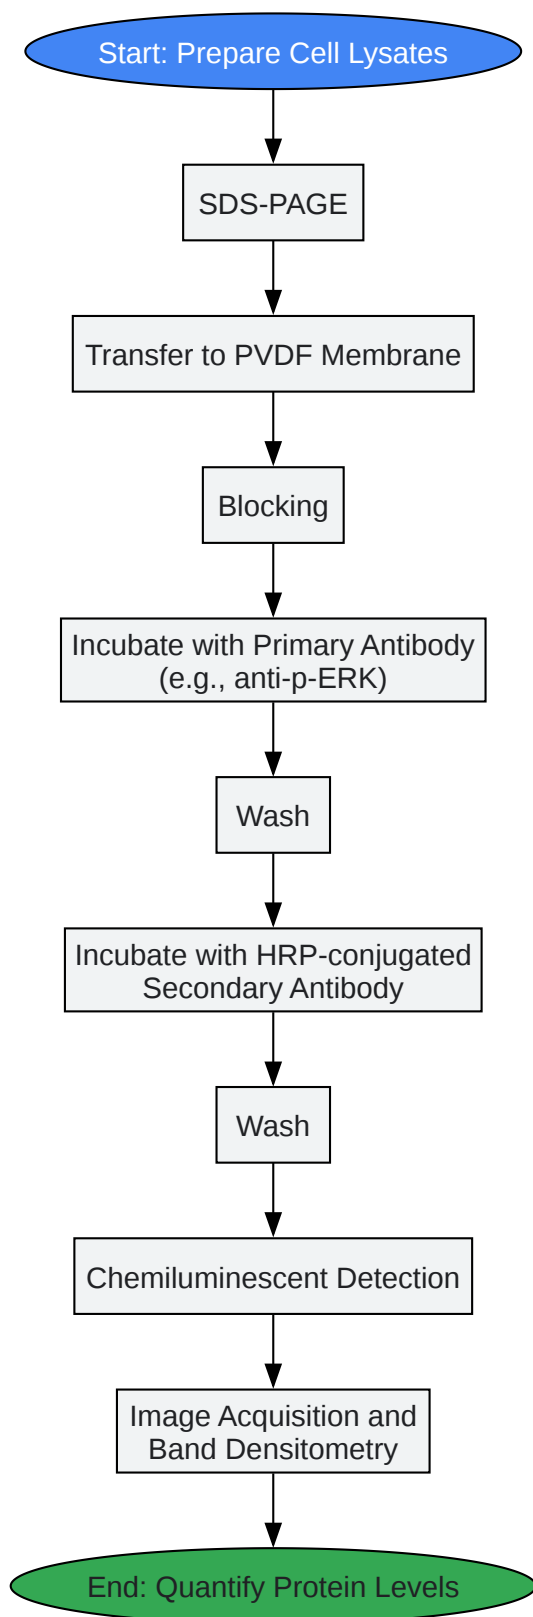 Start: Prepare Cell Lysates
SDS-PAGE
Transfer to PVDF Membrane
Blocking
Incubate with Primary Antibody
(e.g., anti-p-ERK)
Wash
Incubate with HRP-conjugated
Secondary Antibody
Wash
Chemiluminescent Detection
Image Acquisition and
Band Densitometry
End: Quantify Protein Levels